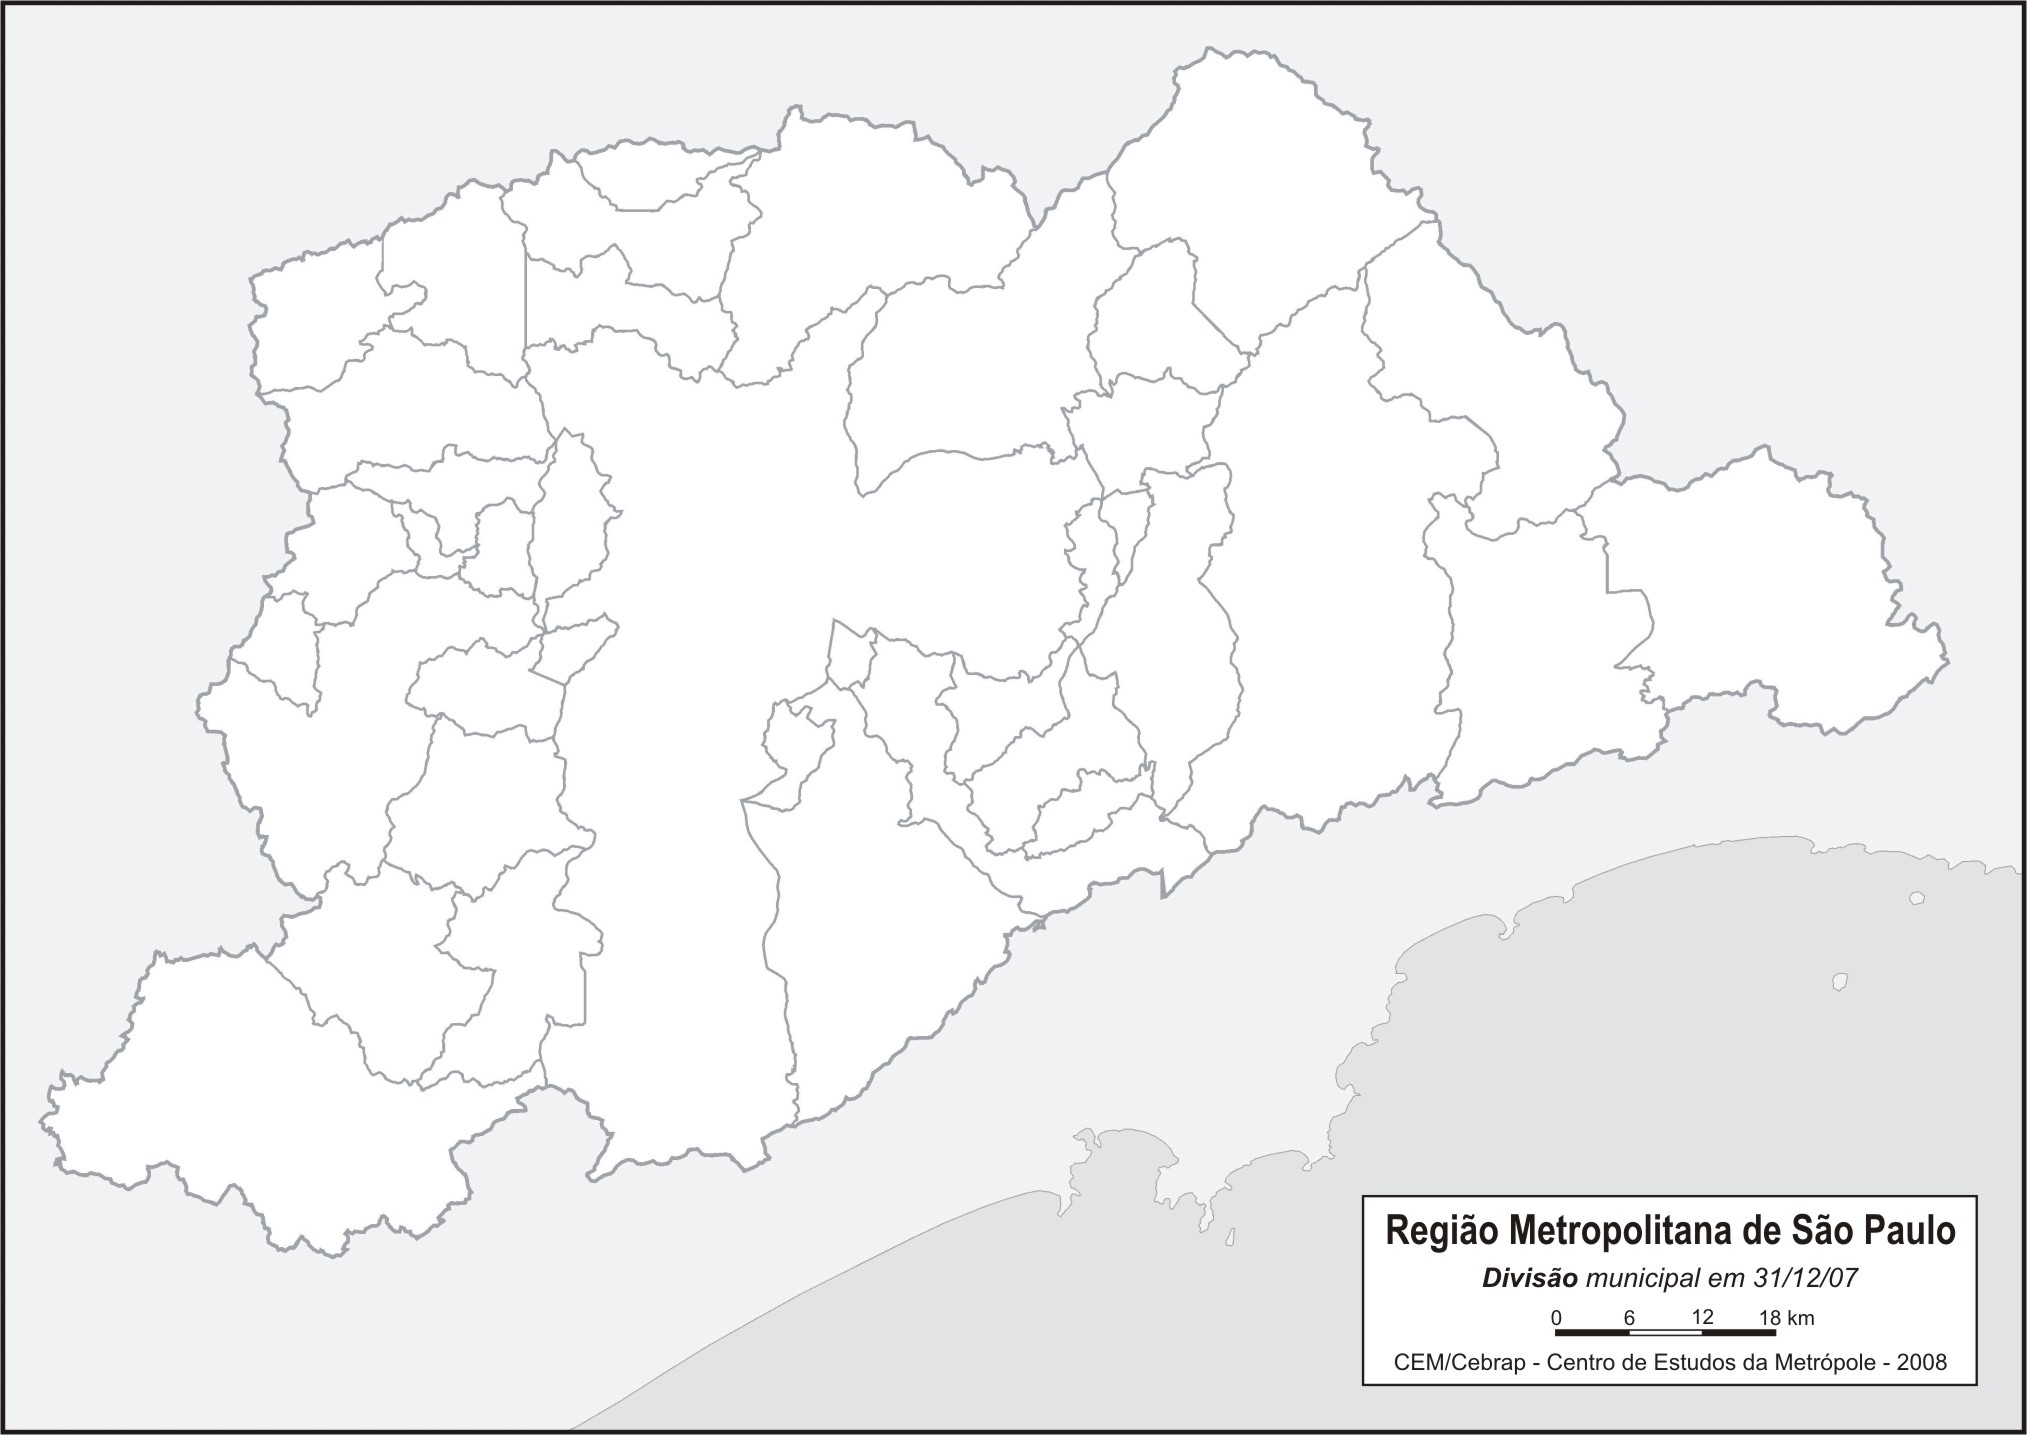 Região Metropolitana de São Paulo
Divisão municipal em 31/12/07
0 6 12 18 km
CEM/Cebrap - Centro de Estudos da Metrópole - 2008